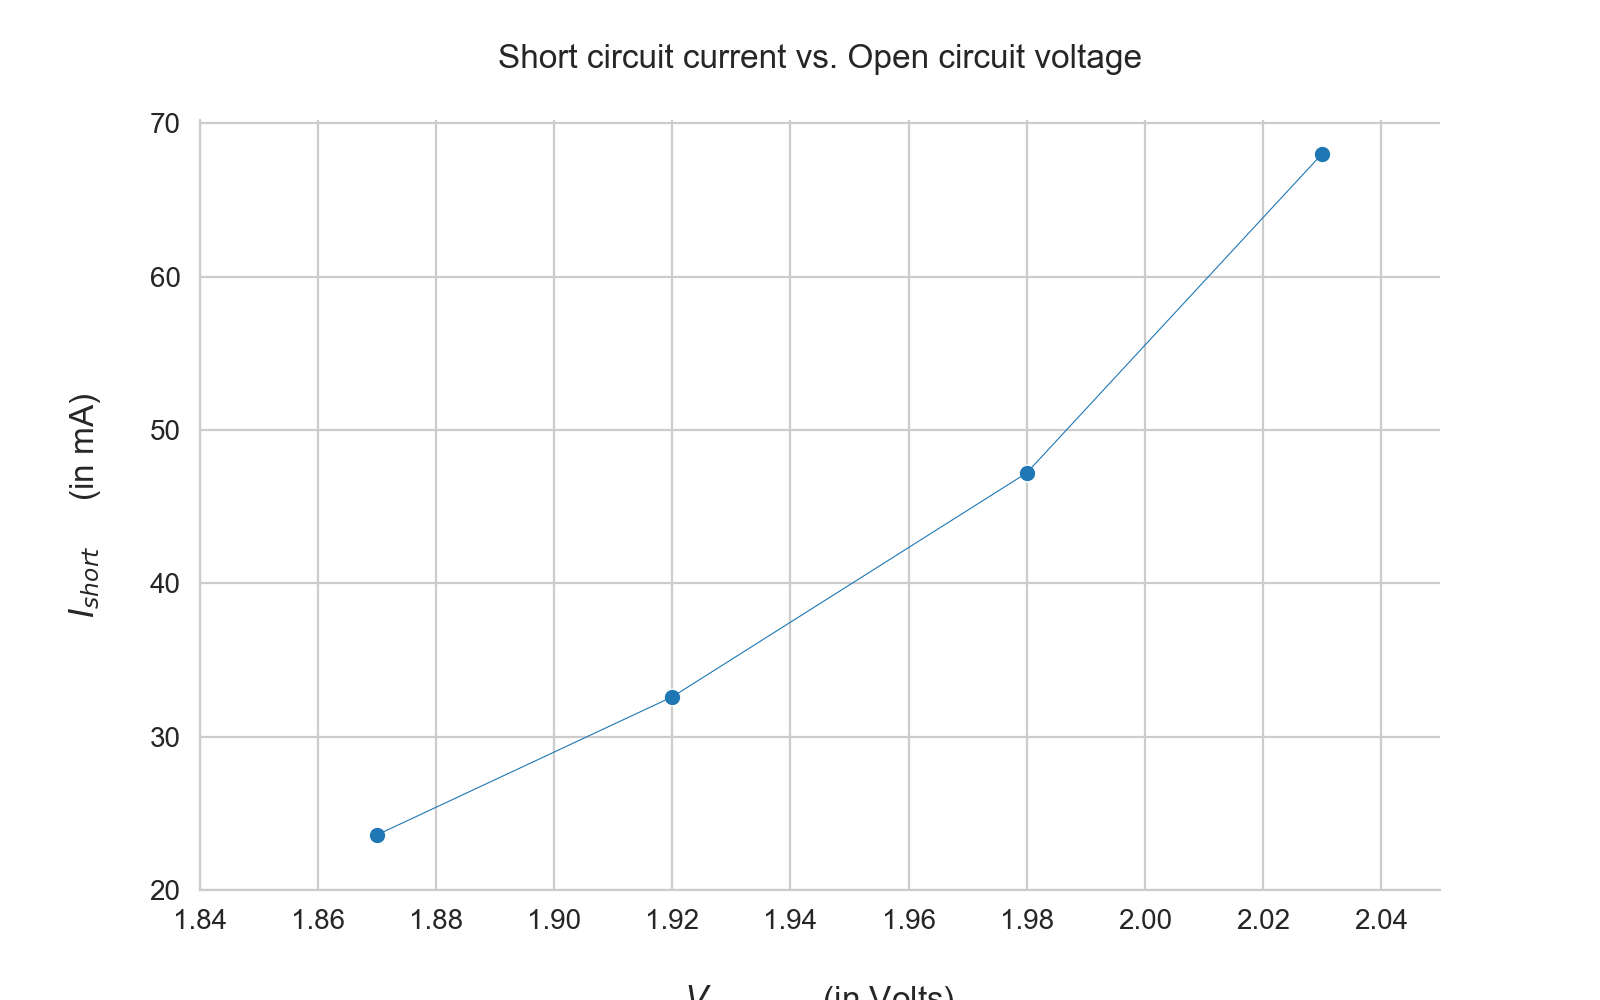 Short circuit current vs. Open circuit voltage
70
60
50
40
30
20
I_short (in mA)
1.84 1.86 1.88 1.90 1.92 1.94 1.96 1.98 2.00 2.02 2.04
V (in Volts)